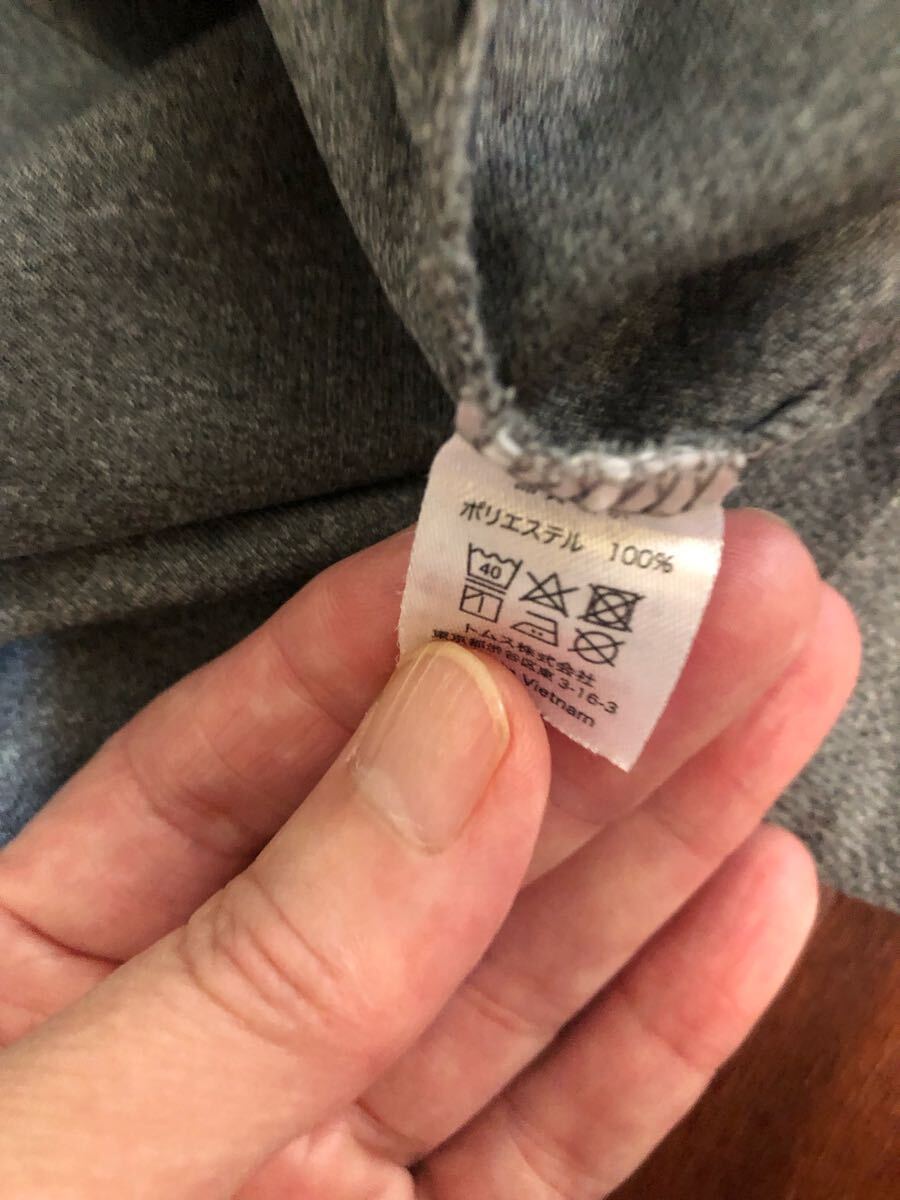 ポリエステル 100%
40
トムス株式会社
東京都渋谷区東 3-16-3
Vietnam